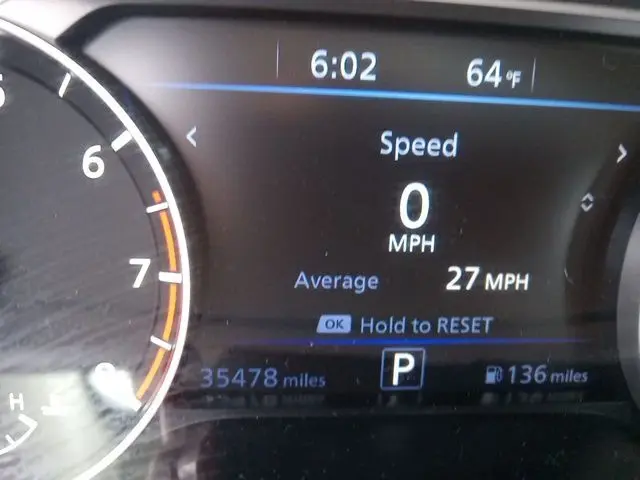 6:02 64°F
Speed
0
MPH
Average 27 MPH
OK Hold to RESET
35478 miles P 136 miles
6
7
8
H